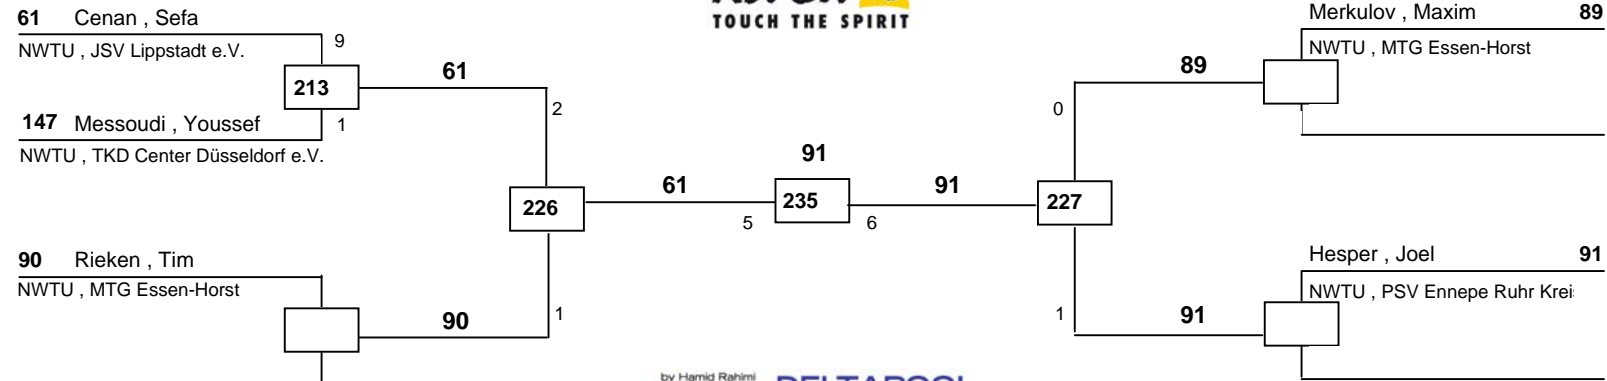 61 Cenan , Sefa
NWTU , JSV Lippstadt e.V.
9
213
61
147 Messoudi , Youssef
1
NWTU , TKD Center Düsseldorf e.V.
2
226
90 Rieken , Tim
NWTU , MTG Essen-Horst
90
1
TOUCH THE SPIRIT
61
5
91
235
91
6
Merkulov , Maxim 89
NWTU , MTG Essen-Horst
89
0
227
Hesper , Joel 91
NWTU , PSV Ennepe Ruhr Krei
91
1
by Hamid Rahimi